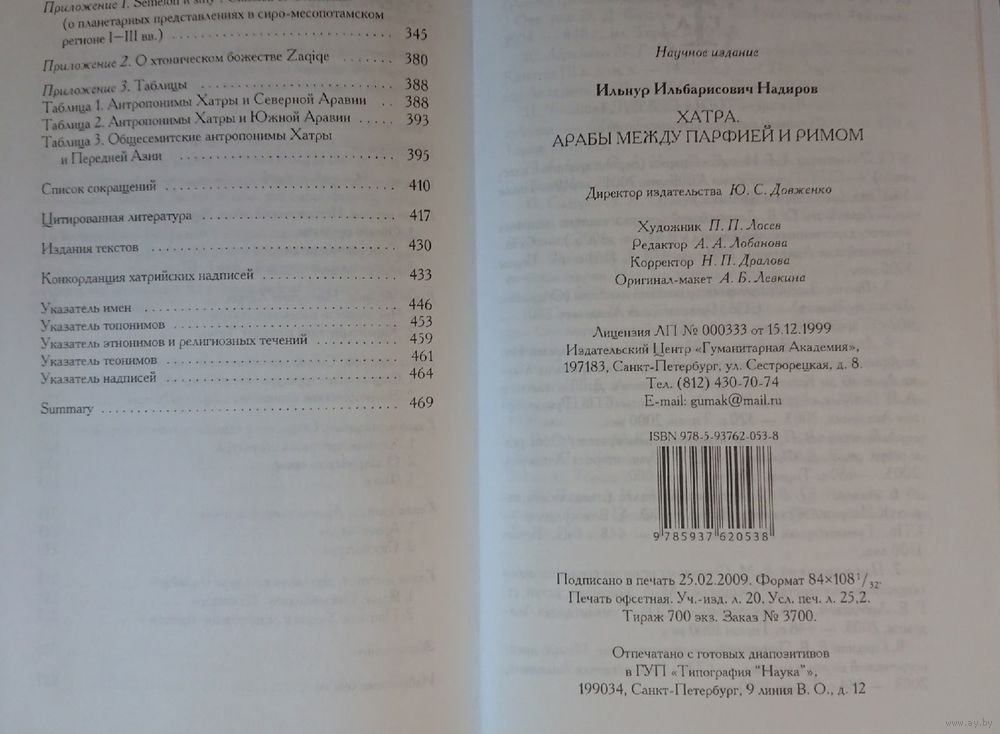 Приложение 1. Semeion
(о планетарных представлениях в сиро-месопотамском
регионе I—III вв.) 345
Приложение 2. О хтоническом божестве Zaqiqe 380
Приложение 3. Таблицы 388
Таблица 1. Антропонимы Хатры и Северной Аравии 388
Таблица 2. Антропонимы Хатры и Южной Аравии 393
Таблица 3. Общесемитские антропонимы Хатры
и Передней Азии 395
Список сокращений 410
Цитированная литература 417
Издания текстов 430
Конкорданция хатрийских надписей 433
Указатель имен 446
Указатель топонимов 453
Указатель этнонимов и религиозных течений 459
Указатель теонимов 461
Указатель надписей 464
Summary 469
Научное издание
Ильнур Ильбарисович Надиров
ХАТРА.
АРАБЫ МЕЖДУ ПАРФИЕЙ И РИМОМ
Директор издательства Ю. С. Довженко
Художник П. П. Лосев
Редактор А. А. Лобанова
Корректор Н. П. Дралова
Оригинал-макет А. Б. Левкина
Лицензия ЛП № 000333 от 15.12.1999
Издательский Центр «Гуманитарная Академия»,
197183, Санкт-Петербург, ул. Сестрорецкая, д. 8.
Тел. (812) 430-70-74
E-mail: gumak@mail.ru
ISBN 978-5-93762-053-8
9 785937 620538
Подписано в печать 25.02.2009. Формат 84×108 1/32.
Печать офсетная. Уч.-изд. л. 20. Усл. печ. л. 25,2.
Тираж 700 экз. Заказ № 3700.
Отпечатано с готовых диапозитивов
в ГУП «Типография "Наука"»,
199034, Санкт-Петербург, 9 линия В. О., д. 12
www.ay.by